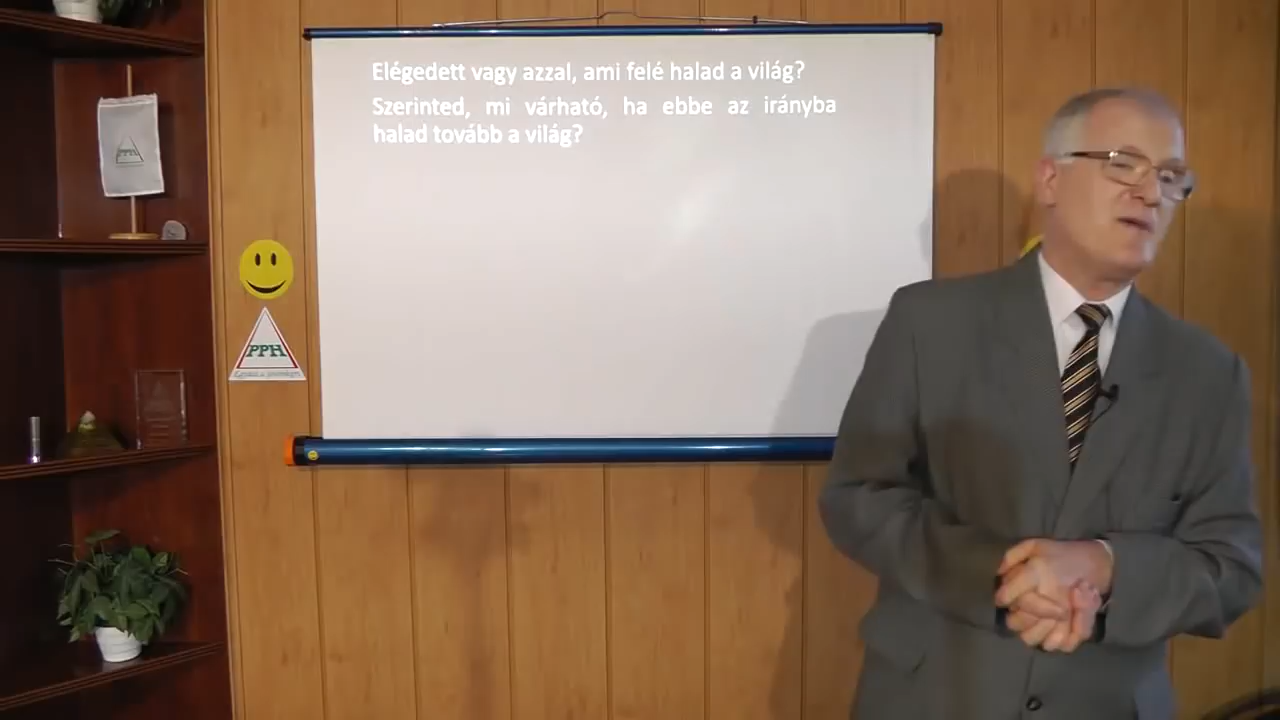 Elégedett vagy azzal, ami felé halad a világ?
Szerinted, mi várható, ha ebbe az irányba
halad tovább a világ?
PPH